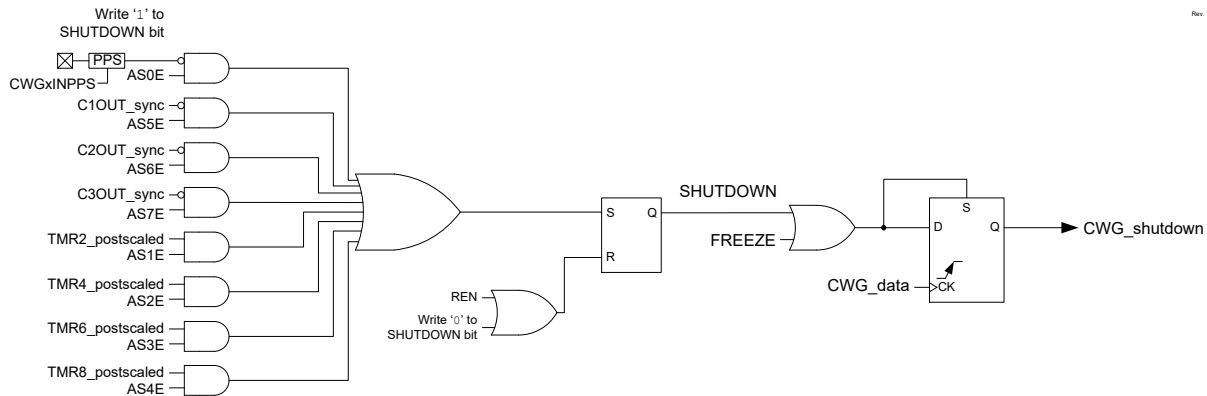 Write ‘1’ to
SHUTDOWN bit
Rev.
PPS
CWGxINPPS
AS0E
C1OUT_sync
AS5E
C2OUT_sync
AS6E
C3OUT_sync
AS7E
TMR2_postscaled
AS1E
TMR4_postscaled
AS2E
TMR6_postscaled
AS3E
TMR8_postscaled
AS4E
REN
Write ‘0’ to
SHUTDOWN bit
S
Q
R
SHUTDOWN
FREEZE
S
D
Q
CWG_data
CK
CWG_shutdown